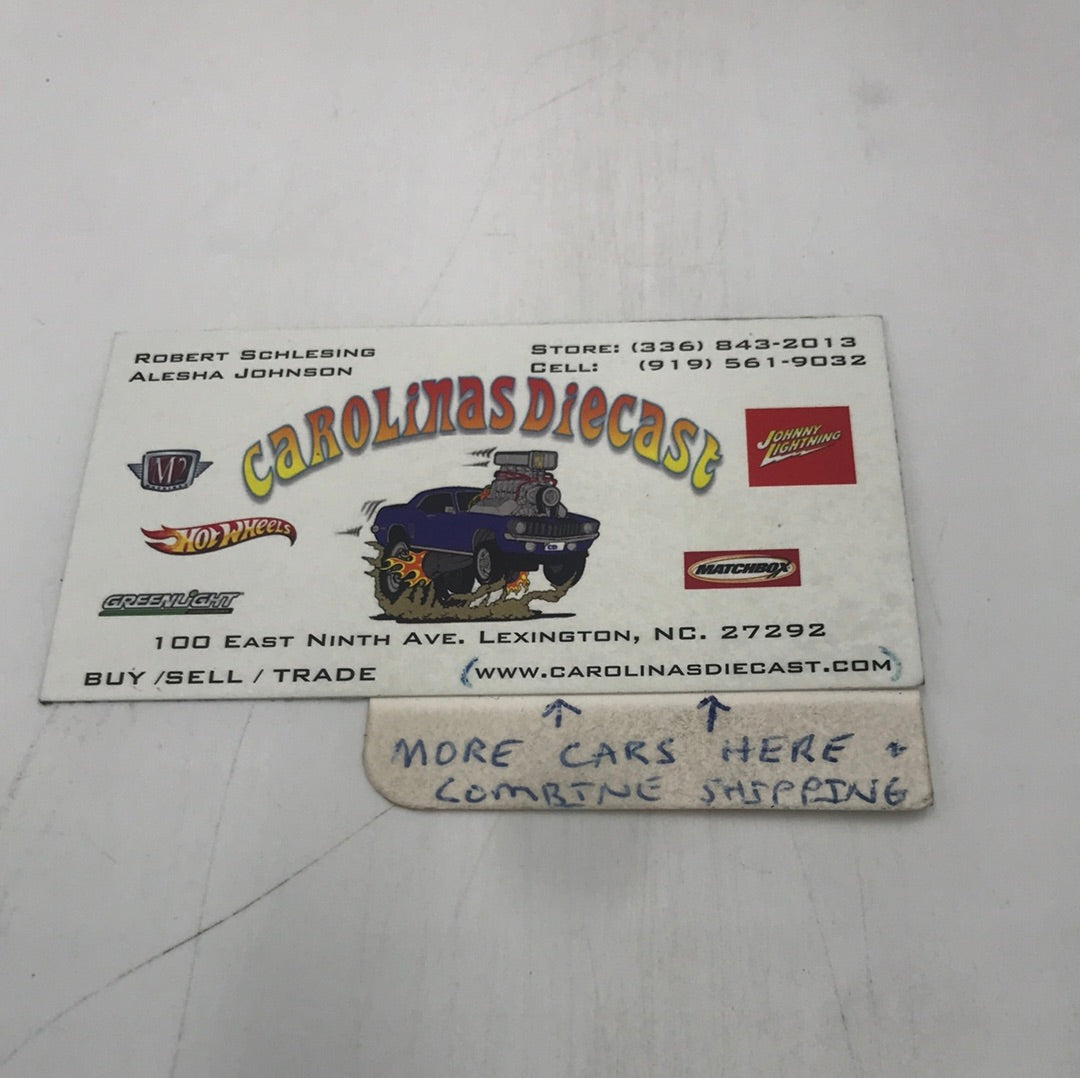 ROBERT SCHLESING
ALESHA JOHNSON
STORE: (336) 843-2013
CELL: (919) 561-9032
CAROLINAS DIECAST
M2
JOHNNY
LIGHTNING
HOT WHEELS
MATCHBOX
GREENLIGHT
100 EAST NINTH AVE. LEXINGTON, NC. 27292
BUY /SELL / TRADE
(WWW.CAROLINASDIECAST.COM)
↑ ↑
MORE CARS HERE +
COMBINE SHIPPING